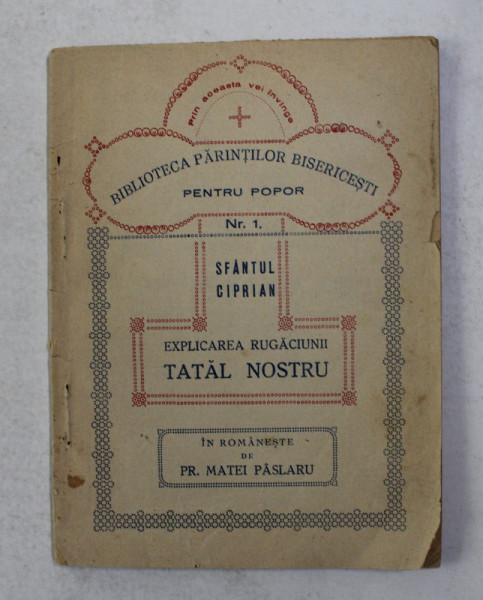 Prin aceasta vei învinge
BIBLIOTECA PĂRINȚILOR BISERICEȘTI
PENTRU POPOR
Nr. 1.
SFÂNTUL
CIPRIAN
EXPLICAREA RUGĂCIUNII
TATĂL NOSTRU
ÎN ROMÂNEȘTE
DE
PR. MATEI PÂSLARU